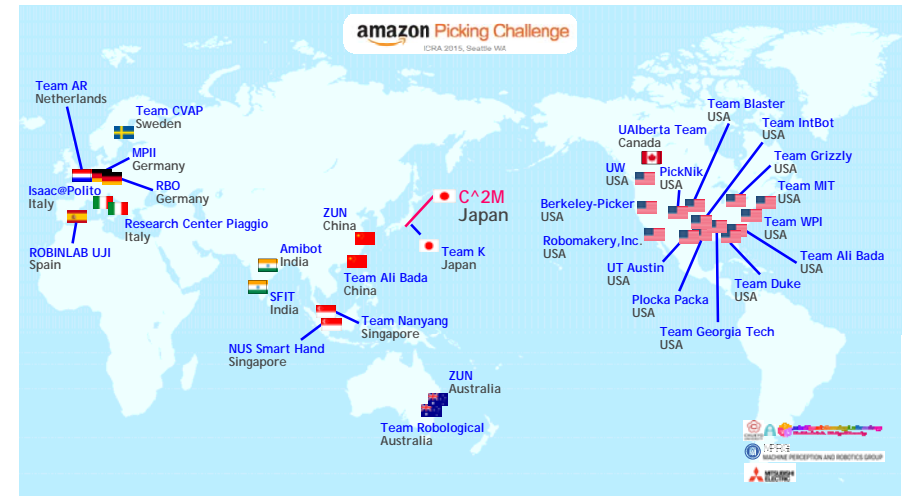 amazon Picking Challenge
ICRA 2015, Seattle WA
Team AR
Netherlands
Team CVAP
Sweden
MPII
Germany
RBO
Germany
Isaac@Polito
Italy
Research Center Piaggio
Italy
ROBINLAB UJI
Spain
ZUN
China
Amibot
India
SFIT
India
Team Ali Bada
China
C^2M
Japan
Team K
Japan
Team Nanyang
Singapore
NUS Smart Hand
Singapore
ZUN
Australia
Team Robological
Australia
Team Blaster
USA
Team IntBot
USA
UAlberta Team
Canada
Team Grizzly
USA
UW
USA
PickNik
USA
Team MIT
USA
Berkeley-Picker
USA
Team WPI
USA
Robomakery,Inc.
USA
Team Ali Bada
USA
UT Austin
USA
Team Duke
USA
Plocka Packa
USA
Team Georgia Tech
USA
MACHINE PERCEPTION AND ROBOTICS GROUP
MITSUBISHI
ELECTRIC